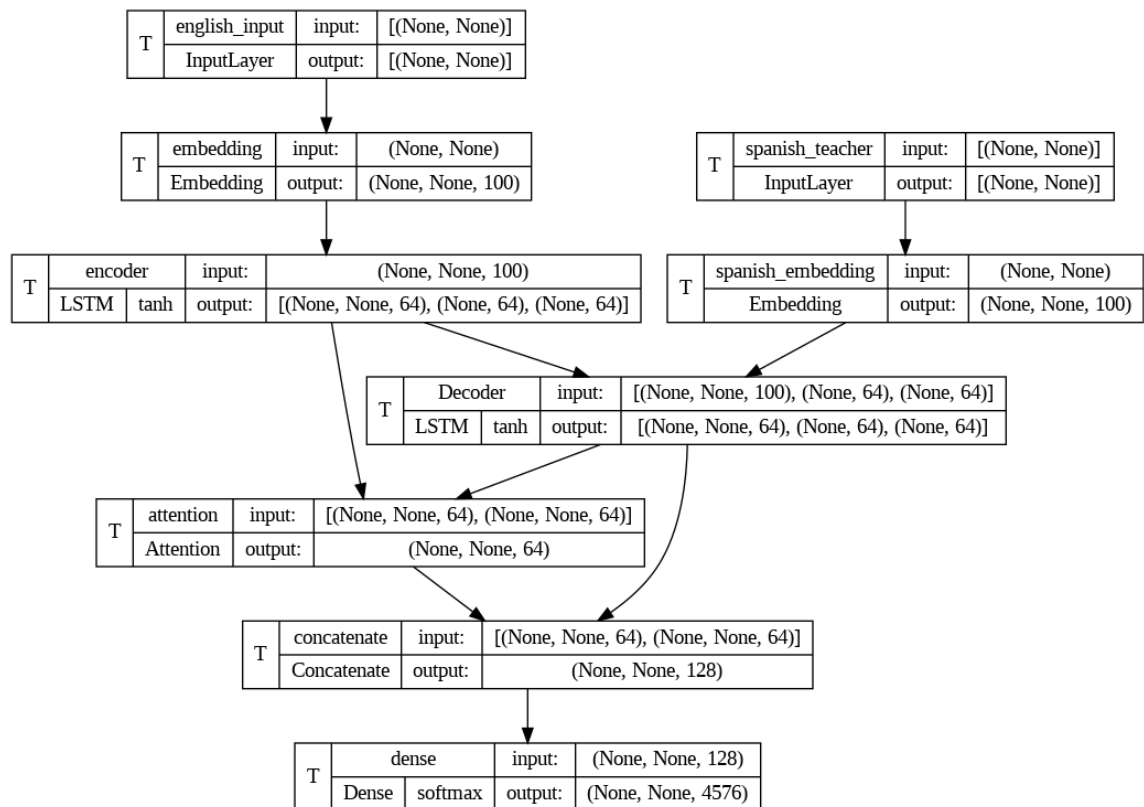 T english_input input: [(None, None)]
InputLayer output: [(None, None)]
T embedding input: (None, None)
Embedding output: (None, None, 100)
T spanish_teacher input: [(None, None)]
InputLayer output: [(None, None)]
T encoder input: (None, None, 100)
LSTM tanh output: [(None, None, 64), (None, 64), (None, 64)]
T spanish_embedding input: (None, None)
Embedding output: (None, None, 100)
T Decoder input: [(None, None, 100), (None, 64), (None, 64)]
LSTM tanh output: [(None, None, 64), (None, 64), (None, 64)]
T attention input: [(None, None, 64), (None, None, 64)]
Attention output: (None, None, 64)
T concatenate input: [(None, None, 64), (None, None, 64)]
Concatenate output: (None, None, 128)
T dense input: (None, None, 128)
Dense softmax output: (None, None, 4576)